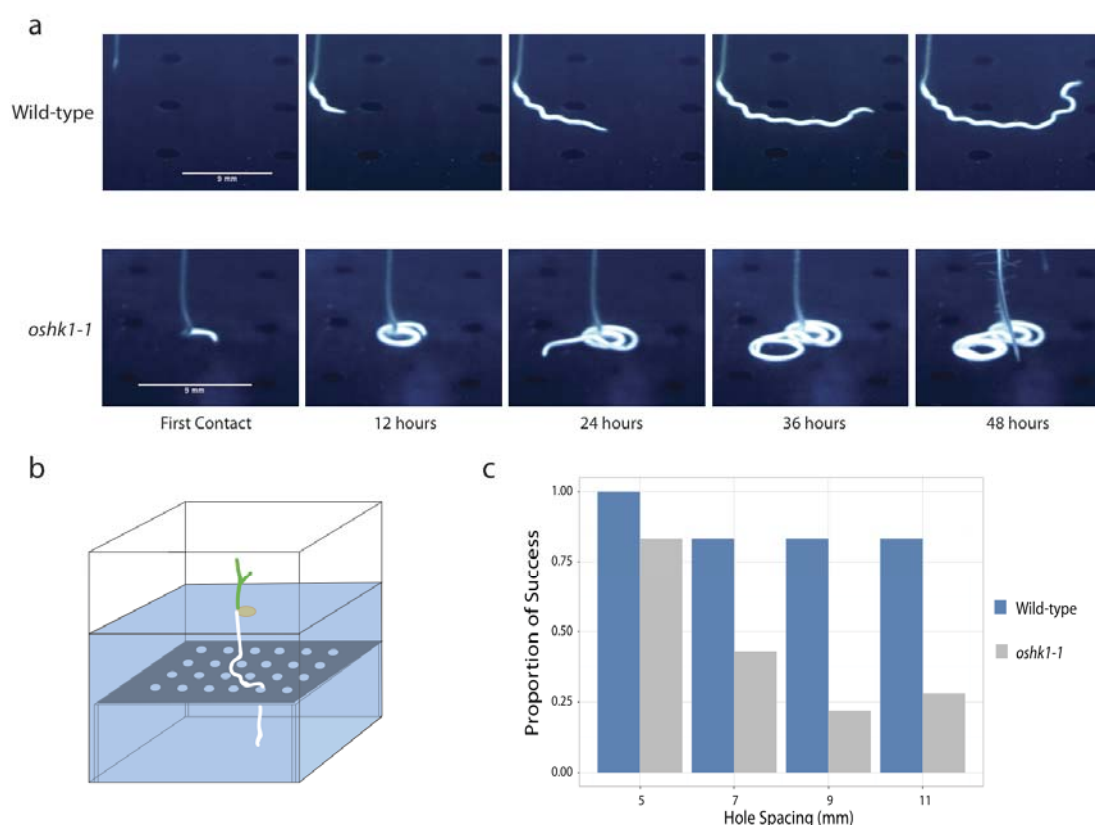 a
Wild-type
9 mm
oshk1-1
9 mm
First Contact
12 hours
24 hours
36 hours
48 hours
b
c
Proportion of Success
1.00
0.75
0.50
0.25
0.00
5
7
9
11
Hole Spacing (mm)
Wild-type
oshk1-1